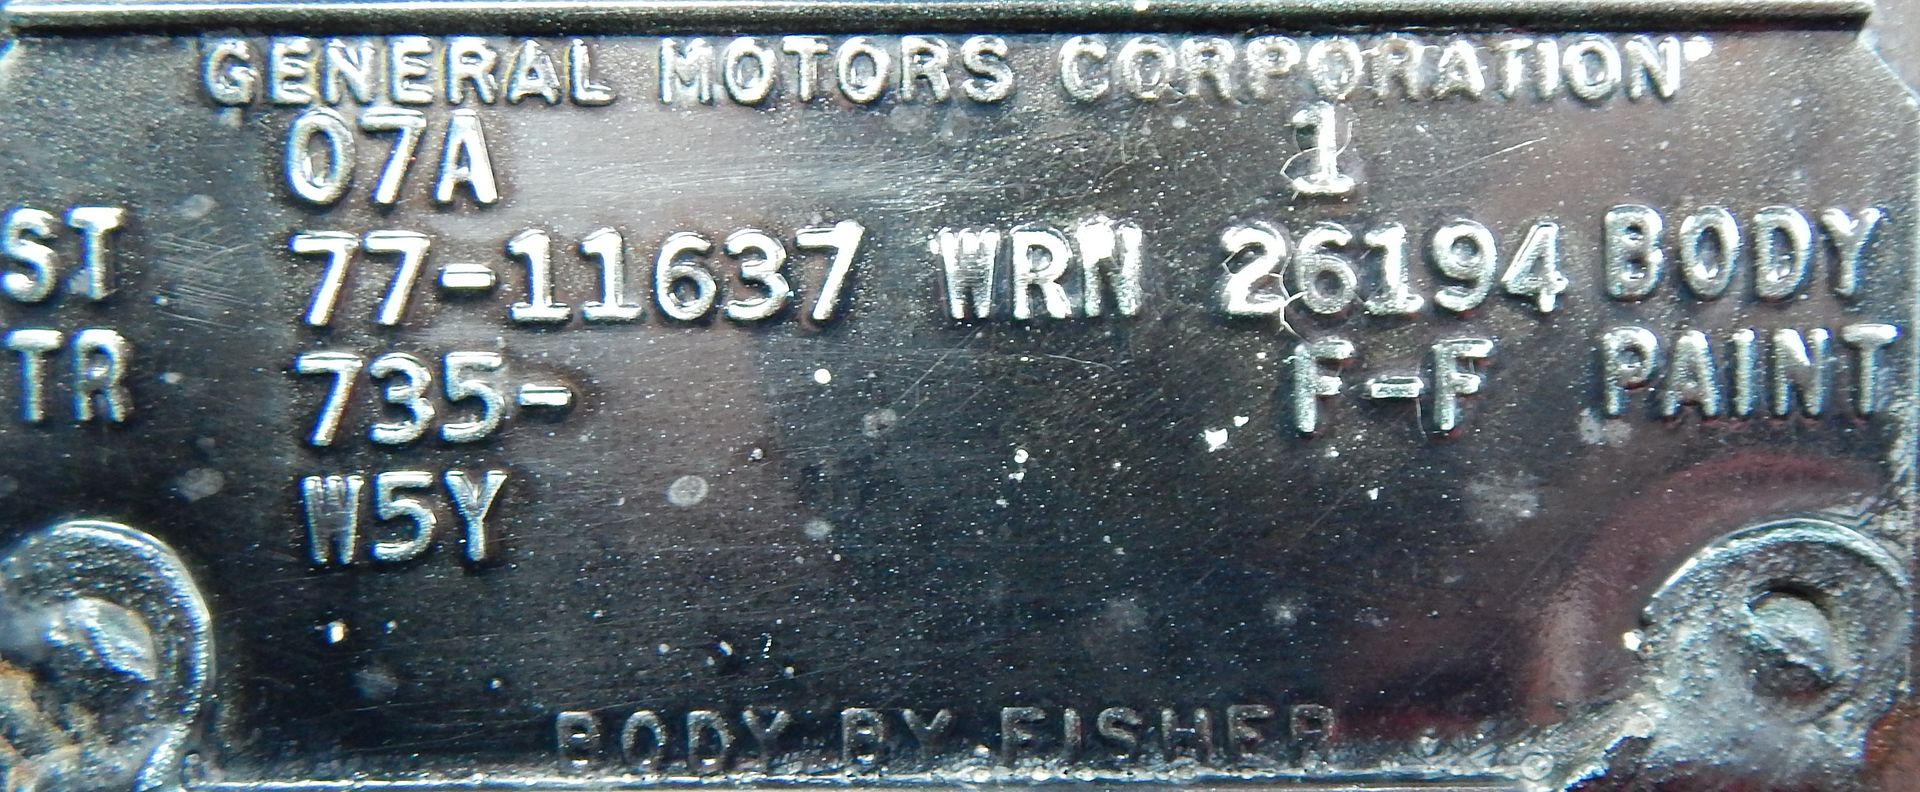 GENERAL MOTORS CORPORATION
07A 1
ST 77-11637 WRN 26194 BODY
TR 735- F-F PAINT
W5Y
BODY BY FISHER